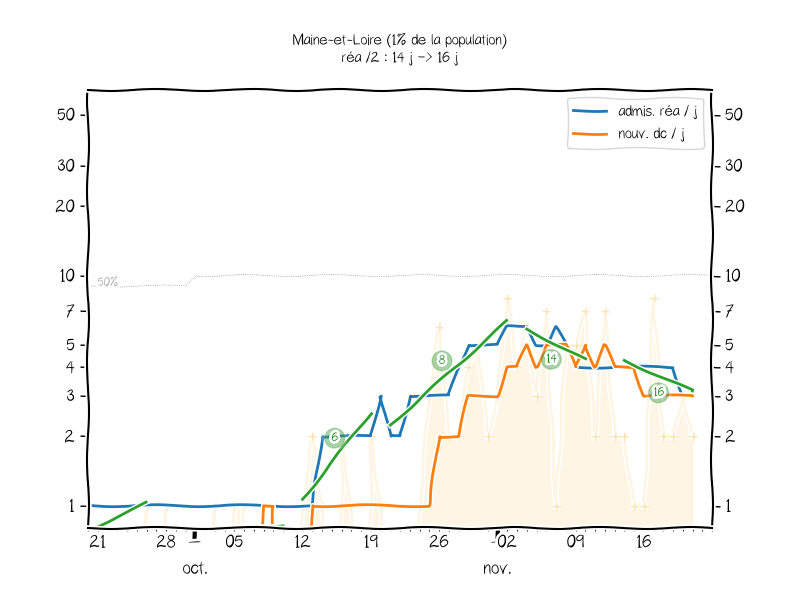 Maine-et-Loire (1% de la population)
réa /2 : 14 j -> 16 j
admis. réa / j
nouv. dc / j
50 50
30 30
20 20
10 10
50%
7 7
5 5
4 4
3 3
2 2
1 1
6
8
14
16
21 28 05 12 19 26 02 09 16
oct. nov.